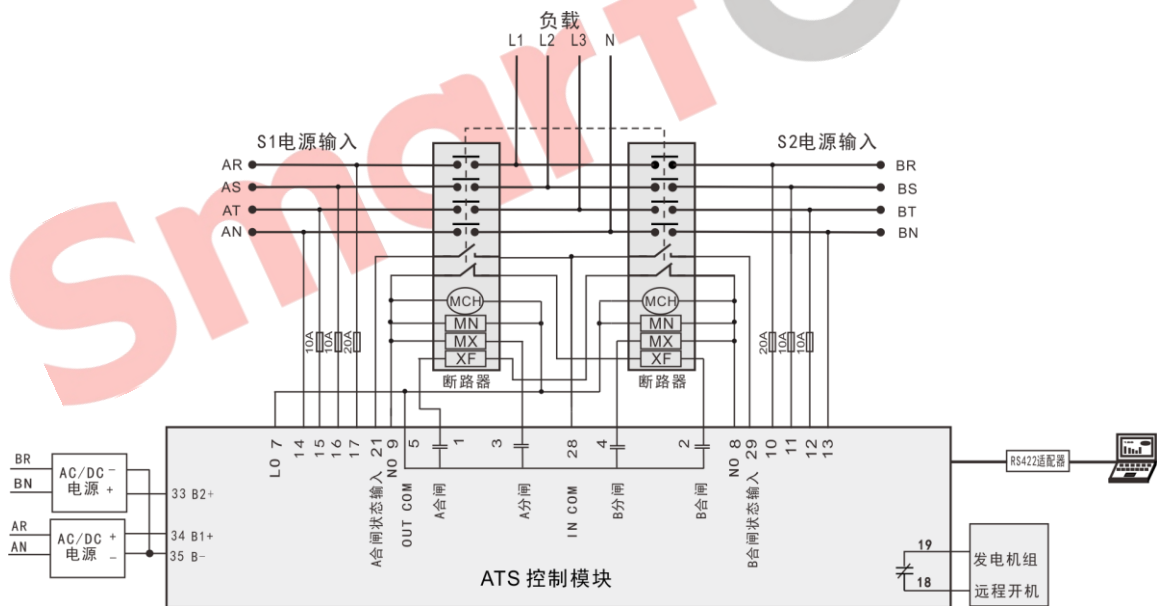 Smart
负载
L1 L2 L3 N
S1电源输入
S2电源输入
AR
AS
AT
AN
BR
BS
BT
BN
MCH
MN
MX
XF
断路器
MCH
MN
MX
XF
断路器
10A
10A
20A
20A
10A
10A
LO 7
14
15
16
17
A合闸状态输入 21
NO 9
OUT COM 5
A合闸 1
A分闸 3
IN COM 28
B分闸 4
B合闸 2
NO 8
B合闸状态输入 29
10
11
12
13
BR
BN
AC/DC -
电源 +
33 B2+
AR
AN
AC/DC +
电源 -
34 B1+
35 B-
ATS 控制模块
RS422适配器
19
18
发电机组
远程开机